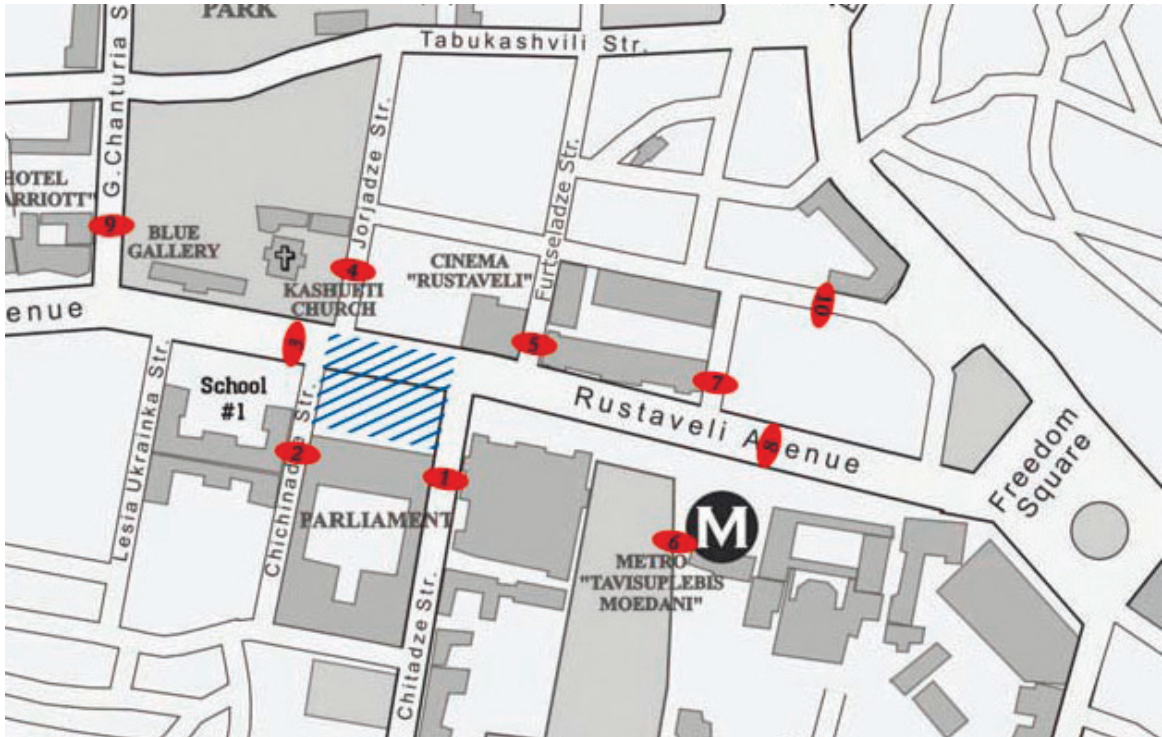 PARK
Tabukashvili Str.
G.Chanturia S
Jorjadze Str.
Furtseladze Str.
HOTEL
ARRIOTT"
9
BLUE
GALLERY
4
KASHUETI
CHURCH
CINEMA
"RUSTAVELI"
10
enue
3
5
7
School
#1
Lesia Ukrainka Str.
Chichinadze Str.
2
1
Rustaveli Avenue
8
Freedom
Square
PARLIAMENT
Chitadze Str.
M
6
METRO
"TAVISUPLEBIS
MOEDANI"